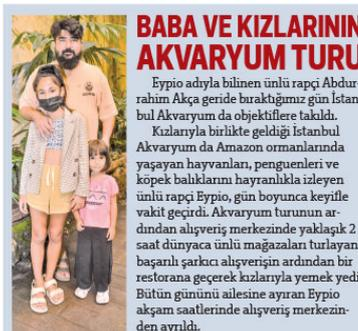 BABA VE KIZLARININ
AKVARYUM TURU
Eypio adıyla bilinen ünlü rapçi Abdur-
rahim Akça geride bıraktığımız gün İstan
bul Akvaryum da objektiflere takıldı.
Kızlarıyla birlikte geldiği İstanbul
Akvaryum da Amazon ormanlarında
yaşayan hayvanları, penguenleri ve
köpek balıklarını hayranlıkla izleyen
ünlü rapçi Eypio, gün boyunca keyifle
vakit geçirdi. Akvaryum turunun ar-
dından alışveriş merkezinde yaklaşık 2
saat dünyaca ünlü mağazaları turlayan
başarılı şarkıcı alışverişin ardından bir
restorana geçerek kızlarıyla yemek yedi
Bütün gününü ailesine ayıran Eypio
akşam saatlerinde alışveriş merkezin-
den ayrıldı.